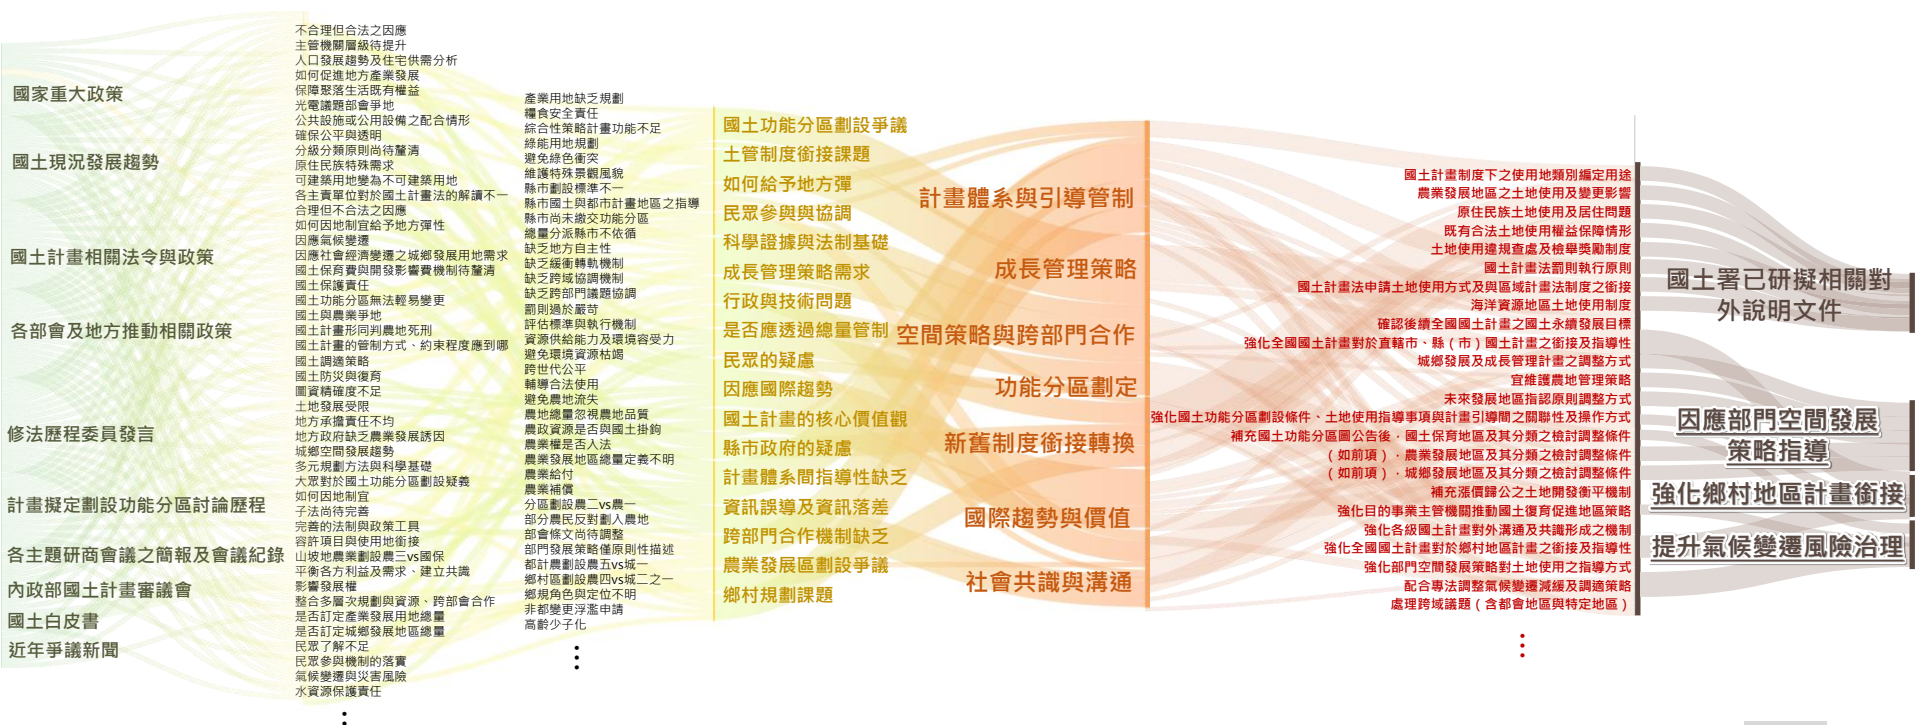 國家重大政策
國土現況發展趨勢
國土計畫相關法令與政策
各部會及地方推動相關政策
修法歷程委員發言
計畫擬定劃設功能分區討論歷程
各主題研商會議之簡報及會議紀錄
內政部國土計畫審議會
國土白皮書
近年爭議新聞
不合理但合法之因應
主管機關層級待提升
人口發展趨勢及住宅供需分析
如何促進地方產業發展
保障聚落生活既有權益
光電議題部會爭地
公共設施或公用設備之配合情形
確保公平與透明
分級分類原則尚待釐清
原住民族特殊需求
可建築用地變為不可建築用地
各主責單位對於國土計畫法的解讀不一
合理但不合法之因應
如何因地制宜給予地方彈性
因應氣候變遷
因應社會經濟變遷之城鄉發展用地需求
國土保育費與開發影響費機制待釐清
國土保護責任
國土功能分區無法輕易變更
國土與農業爭地
國土計畫形同判農地死刑
國土計畫的管制方式、約束程度應到哪
國土調適策略
國土防災與復育
圖資精確度不足
土地發展受限
地方承擔責任不均
地方政府缺乏農業發展誘因
城鄉空間發展趨勢
多元規劃方法與科學基礎
大眾對於國土功能分區劃設疑義
如何因地制宜
子法尚待完善
完善的法制與政策工具
容許項目與使用地銜接
山坡地農業劃設農三vs國保
平衡各方利益及需求、建立共識
影響發展權
整合多層次規劃與資源、跨部會合作
是否訂定產業發展用地總量
是否訂定城鄉發展地區總量
民眾了解不足
民眾參與機制的落實
氣候變遷與災害風險
水資源保護責任
⋮
產業用地缺乏規劃
糧食安全責任
綜合性策略計畫功能不足
綠能用地規劃
避免綠色衝突
維護特殊景觀風貌
縣市劃設標準不一
縣市國土與都市計畫地區之指導
縣市尚未繳交功能分區
總量分派縣市不依循
缺乏地方自主性
缺乏緩衝轉軌機制
缺乏跨域協調機制
缺乏跨部門議題協調
罰則過於嚴苛
評估標準與執行機制
資源供給能力及環境容受力
避免環境資源枯竭
跨世代公平
輔導合法使用
避免農地流失
農地總量忽視農地品質
農政資源是否與國土掛鉤
農業權是否入法
農業發展地區總量定義不明
農業給付
農業補償
分區劃設農二vs農一
部分農民反對劃入農地
部會條文尚待調整
部門發展策略僅原則性描述
都計農劃設農五vs城一
鄉村區劃設農四vs城二之一
鄉規角色與定位不明
非都變更浮濫申請
高齡少子化
⋮
國土功能分區劃設爭議
土管制度銜接課題
如何給予地方彈
民眾參與與協調
科學證據與法制基礎
成長管理策略需求
行政與技術問題
是否應透過總量管制
民眾的疑慮
因應國際趨勢
國土計畫的核心價值觀
縣市政府的疑慮
計畫體系間指導性缺乏
資訊誤導及資訊落差
跨部門合作機制缺乏
農業發展區劃設爭議
鄉村規劃課題
計畫體系與引導管制
成長管理策略
空間策略與跨部門合作
功能分區劃定
新舊制度銜接轉換
國際趨勢與價值
社會共識與溝通
國土計畫制度下之使用地類別編定用途
農業發展地區之土地使用及變更影響
原住民族土地使用及居住問題
既有合法土地使用權益保障情形
土地使用違規查處及檢舉獎勵制度
國土計畫法罰則執行原則
國土計畫法申請土地使用方式及與區域計畫法制度之銜接
海洋資源地區土地使用制度
確認後續全國國土計畫之國土永續發展目標
強化全國國土計畫對於直轄市、縣（市）國土計畫之銜接及指導性
城鄉發展及成長管理計畫之調整方式
宜維護農地管理策略
未來發展地區指認原則調整方式
強化國土功能分區劃設條件、土地使用指導事項與計畫引導間之關聯性及操作方式
補充國土功能分區圖公告後，國土保育地區及其分類之檢討調整條件
（如前項），農業發展地區及其分類之檢討調整條件
（如前項），城鄉發展地區及其分類之檢討調整條件
補充漲價歸公之土地開發衡平機制
強化目的事業主管機關推動國土復育促進地區策略
強化各級國土計畫對外溝通及共識形成之機制
強化全國國土計畫對於鄉村地區計畫之銜接及指導性
強化部門空間發展策略對土地使用之指導方式
配合專法調整氣候變遷減緩及調適策略
處理跨域議題（含都會地區與特定地區）
⋮
國土署已研擬相關對
外說明文件
因應部門空間發展
策略指導
強化鄉村地區計畫銜接
提升氣候變遷風險治理